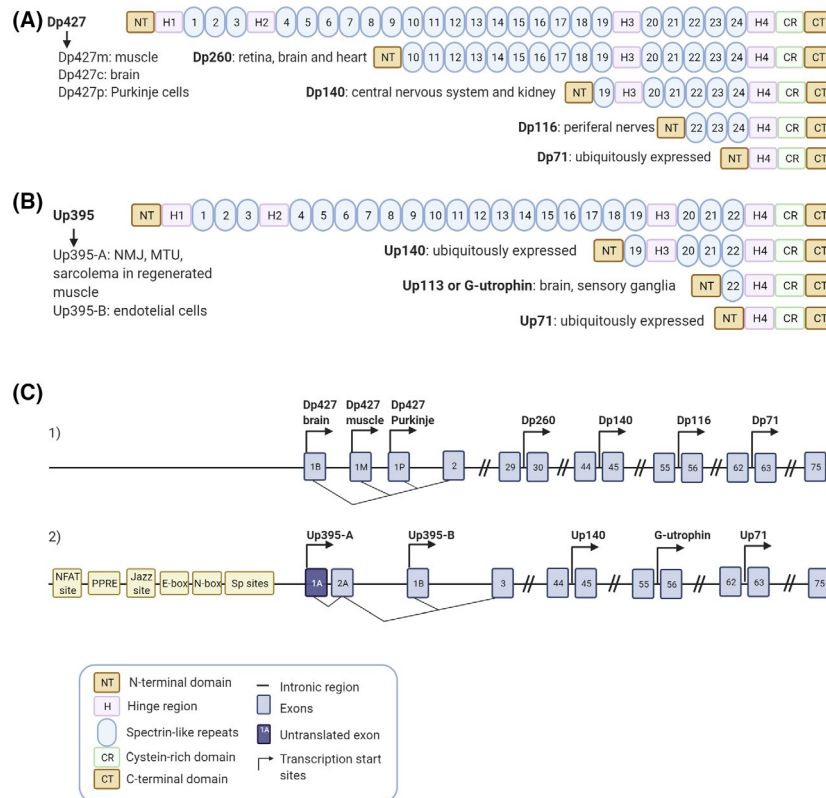 (A) Dp427
NT H1 1 2 3 H2 4 5 6 7 8 9 10 11 12 13 14 15 16 17 18 19 H3 20 21 22 23 24 H4 CR CT
Dp427m: muscle
Dp427c: brain
Dp427p: Purkinje cells
Dp260: retina, brain and heart NT 10 11 12 13 14 15 16 17 18 19 H3 20 21 22 23 24 H4 CR CT
Dp140: central nervous system and kidney NT 19 H3 20 21 22 23 24 H4 CR CT
Dp116: periferal nerves NT 22 23 24 H4 CR CT
Dp71: ubiquitously expressed NT H4 CR CT
(B) Up395
NT H1 1 2 3 H2 4 5 6 7 8 9 10 11 12 13 14 15 16 17 18 19 H3 20 21 22 H4 CR CT
Up395-A: NMJ, MTU,
sarcolema in regenerated
muscle
Up395-B: endotelial cells
Up140: ubiquitously expressed NT 19 H3 20 21 22 H4 CR CT
Up113 or G-utrophin: brain, sensory ganglia NT 22 H4 CR CT
Up71: ubiquitously expressed NT H4 CR CT
(C)
1)
Dp427 brain
Dp427 muscle
Dp427 Purkinje
Dp260 Dp140 Dp116 Dp71
1B 1M 1P 2 // 29 30 // 44 45 // 55 56 // 62 63 // 75
2)
Up395-A Up395-B Up140 G-utrophin Up71
NFAT site PPRE Jazz site E-box N-box Sp sites 1A 2A 1B 3 // 44 45 // 55 56 // 62 63 // 75
NT N-terminal domain
H Hinge region
Spectrin-like repeats
CR Cystein-rich domain
CT C-terminal domain
Intronic region
Exons
1A Untranslated exon
Transcription start
sites